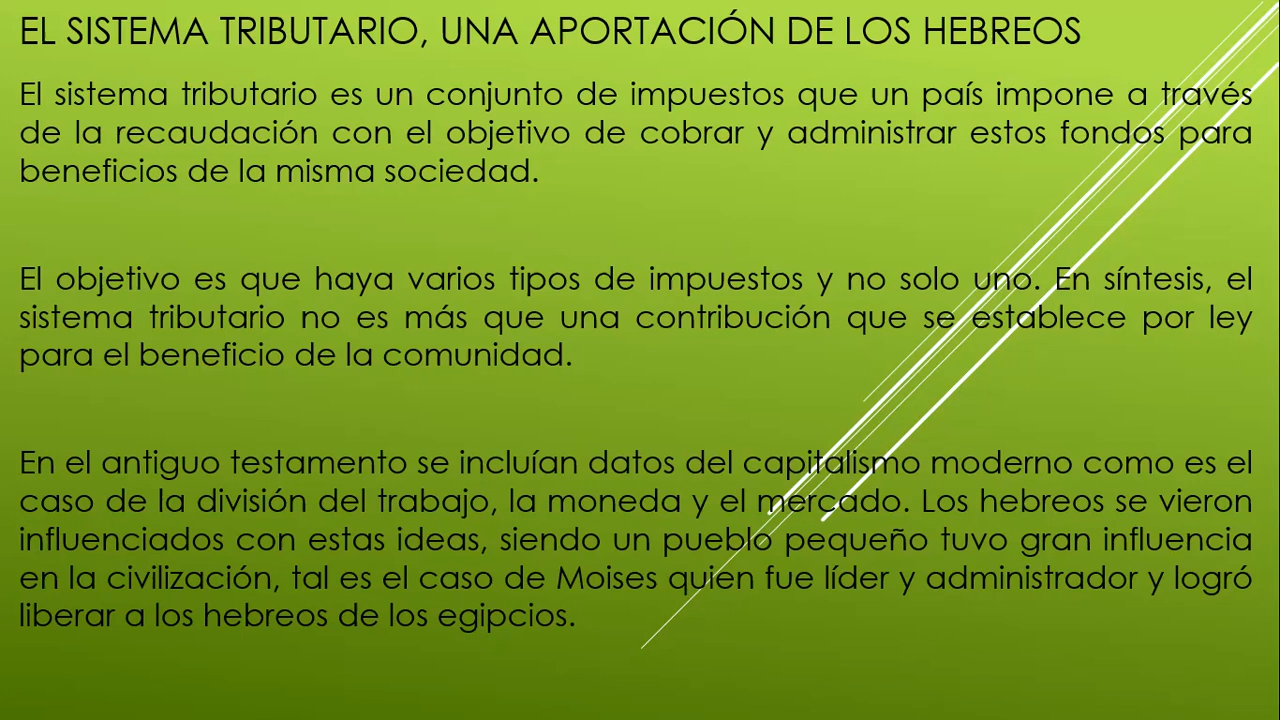 EL SISTEMA TRIBUTARIO, UNA APORTACIÓN DE LOS HEBREOS
El sistema tributario es un conjunto de impuestos que un país impone a través
de la recaudación con el objetivo de cobrar y administrar estos fondos para
beneficios de la misma sociedad.
El objetivo es que haya varios tipos de impuestos y no solo uno. En síntesis, el
sistema tributario no es más que una contribución que se establece por ley
para el beneficio de la comunidad.
En el antiguo testamento se incluían datos del capitalismo moderno como es el
caso de la división del trabajo, la moneda y el mercado. Los hebreos se vieron
influenciados con estas ideas, siendo un pueblo pequeño tuvo gran influencia
en la civilización, tal es el caso de Moises quien fue líder y administrador y logró
liberar a los hebreos de los egipcios.